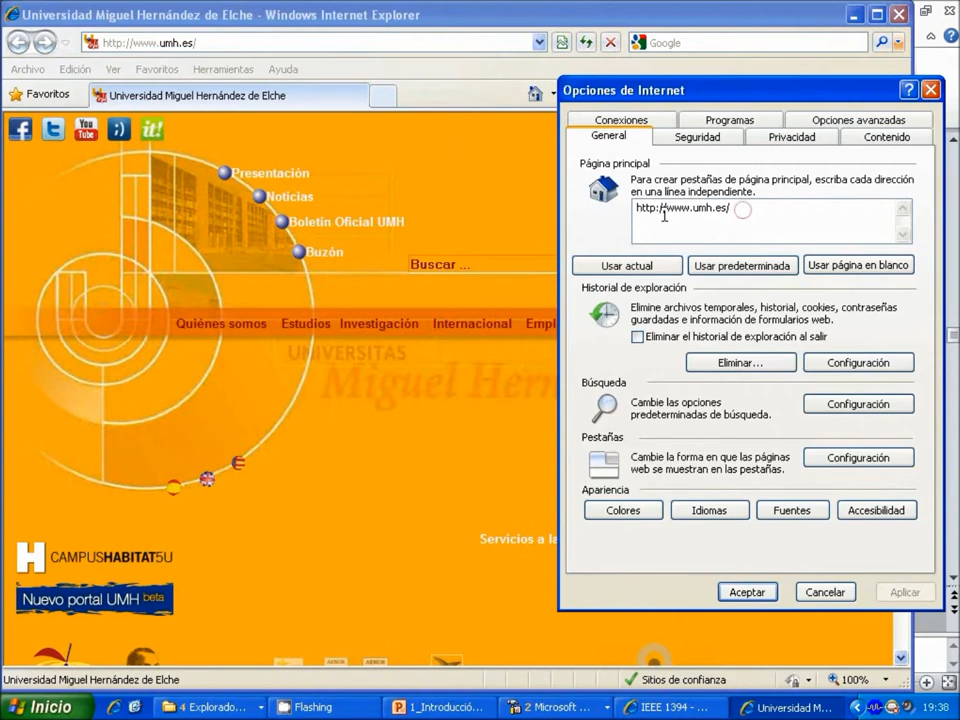 Universidad Miguel Hernández de Elche - Windows Internet Explorer
http://www.umh.es/
Google
Archivo Edición Ver Favoritos Herramientas Ayuda
Favoritos
Universidad Miguel Hernández de Elche
You
Tube
it!
Presentación
Noticias
Boletín Oficial UMH
Buzón
Buscar ...
Quiénes somos Estudios Investigación Internacional Empl
UNIVERSITAS
Miguel Hern
Servicios a la
H CAMPUSHABITAT5U
Nuevo portal UMH beta
AENOR AENOR
Opciones de Internet
Conexiones Programas Opciones avanzadas
General Seguridad Privacidad Contenido
Página principal
Para crear pestañas de página principal, escriba cada dirección
en una línea independiente.
http://www.umh.es/
Usar actual Usar predeterminada Usar página en blanco
Historial de exploración
Elimine archivos temporales, historial, cookies, contraseñas
guardadas e información de formularios web.
Eliminar el historial de exploración al salir
Eliminar... Configuración
Búsqueda
Cambie las opciones
predeterminadas de búsqueda.
Configuración
Pestañas
Cambie la forma en que las páginas
web se muestran en las pestañas.
Configuración
Apariencia
Colores Idiomas Fuentes Accesibilidad
Aceptar Cancelar Aplicar
Universidad Miguel Hernández de Elche
Sitios de confianza
100%
Inicio
4 Explorado...
Flashing
1_Introducció...
2 Microsoft ...
IEEE 1394 - ...
Universidad M...
19:38